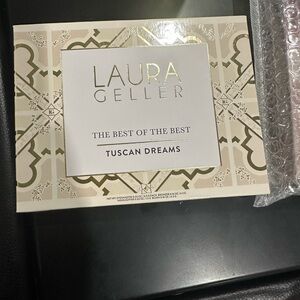 LAURA
GELLER
THE BEST OF THE BEST
TUSCAN DREAMS